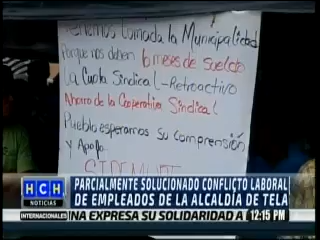 Tenemos tomada la Municipalidad
Porque nos deben 6 meses de sueldo
La Cuota Sindical-Retroactivo
Ahorro de la Cooperativa Sindical
Pueblo esperamos su comprensión
y Apoyo
HCH
NOTICIAS
PARCIALMENTE SOLUCIONADO CONFLICTO LABORAL
DE EMPLEADOS DE LA ALCALDÍA DE TELA
INTERNACIONALES
NA EXPRESA SU SOLIDARIDAD A
12:15 PM